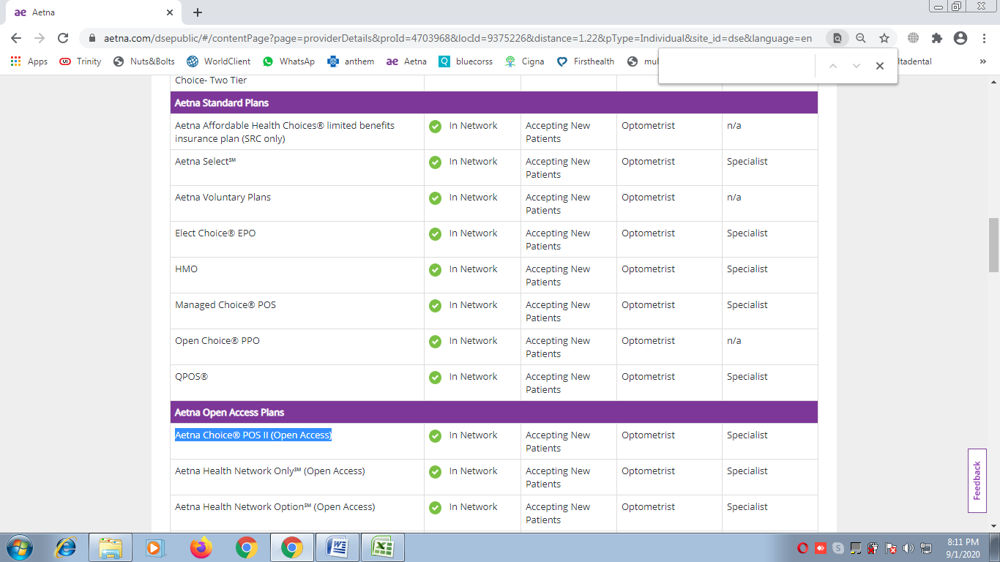 ae Aetna
aetna.com/dsepublic/#/contentPage?page=providerDetails&proId=4703968&locId=9375226&distance=1.22&pType=Individual&site_id=dse&language=en
Apps Trinity Nuts&Bolts WorldClient WhatsApp anthem ae Aetna bluecorss Cigna Firsthealth mul ltadental »
Choice- Two Tier
Aetna Standard Plans
Aetna Affordable Health Choices® limited benefits In Network Accepting New Optometrist n/a
insurance plan (SRC only) Patients
Aetna Select℠ In Network Accepting New Optometrist Specialist
Patients
Aetna Voluntary Plans In Network Accepting New Optometrist n/a
Patients
Elect Choice® EPO In Network Accepting New Optometrist Specialist
Patients
HMO In Network Accepting New Optometrist Specialist
Patients
Managed Choice® POS In Network Accepting New Optometrist Specialist
Patients
Open Choice® PPO In Network Accepting New Optometrist n/a
Patients
QPOS® In Network Accepting New Optometrist Specialist
Patients
Aetna Open Access Plans
Aetna Choice® POS II (Open Access) In Network Accepting New Optometrist Specialist
Patients
Aetna Health Network Only℠ (Open Access) In Network Accepting New Optometrist Specialist
Patients
Aetna Health Network Option℠ (Open Access) In Network Accepting New Optometrist Specialist
Patients
Feedback
8:11 PM
9/1/2020